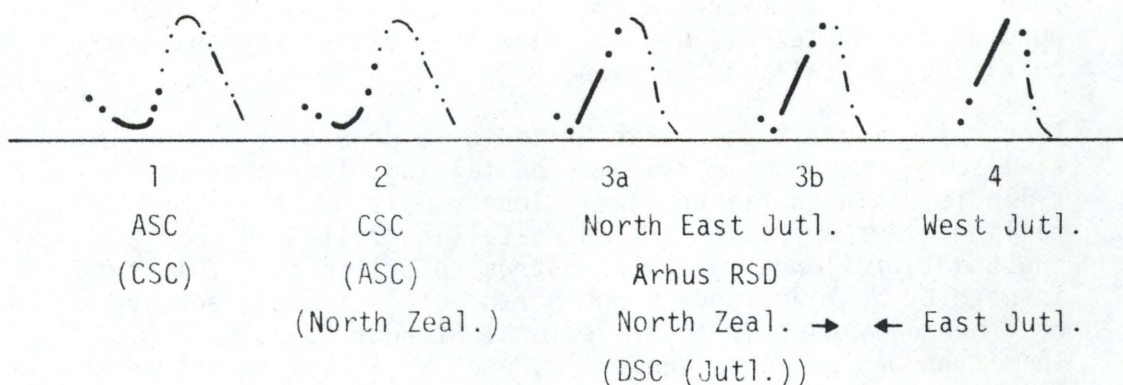 1 2 3a 3b 4
ASC CSC North East Jutl. West Jutl.
(CSC) (ASC) Århus RSD
(North Zeal.) North Zeal. → ← East Jutl.
(DSC (Jutl.))